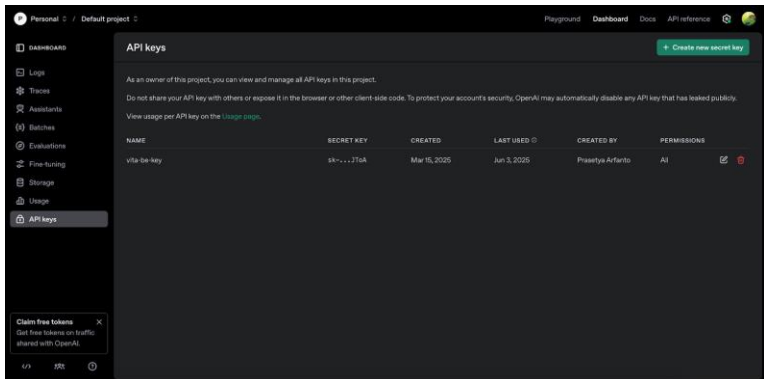 P Personal / Default project
Playground Dashboard Docs API reference
DASHBOARD
Logs
Traces
Assistants
Batches
Evaluations
Fine-tuning
Storage
Usage
API keys
Claim free tokens
Get free tokens on traffic
shared with OpenAI.
API keys
+ Create new secret key
As an owner of this project, you can view and manage all API keys in this project.
Do not share your API key with others or expose it in the browser or other client-side code. To protect your account's security, OpenAI may automatically disable any API key that has leaked publicly.
View usage per API key on the Usage page.
NAME SECRET KEY CREATED LAST USED CREATED BY PERMISSIONS
vita-be-key sk-...JToA Mar 15, 2025 Jun 3, 2025 Prasetya Arfanto All